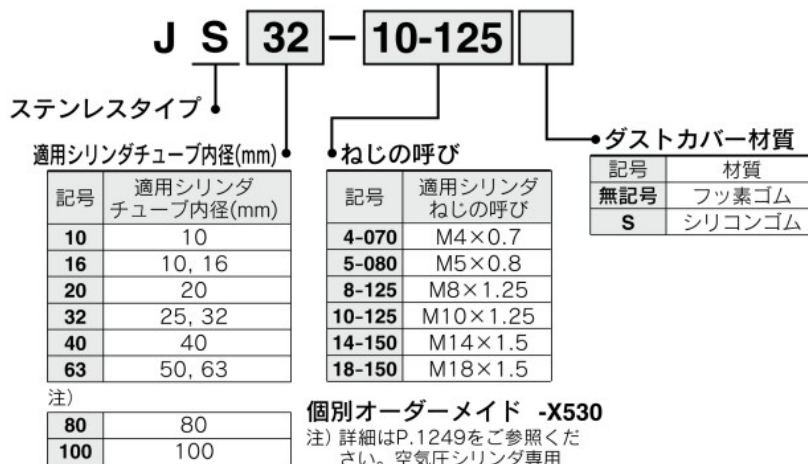 J S 32 − 10-125
ステンレスタイプ
適用シリンダチューブ内径(mm)
記号 適用シリンダチューブ内径(mm)
10 10
16 10, 16
20 20
32 25, 32
40 40
63 50, 63
注)
80 80
100 100
ねじの呼び
記号 適用シリンダねじの呼び
4-070 M4×0.7
5-080 M5×0.8
8-125 M8×1.25
10-125 M10×1.25
14-150 M14×1.5
18-150 M18×1.5
個別オーダーメイド -X530
注) 詳細はP.1249をご参照くだ
さい。空気圧シリンダ専用
ダストカバー材質
記号 材質
無記号 フッ素ゴム
S シリコンゴム